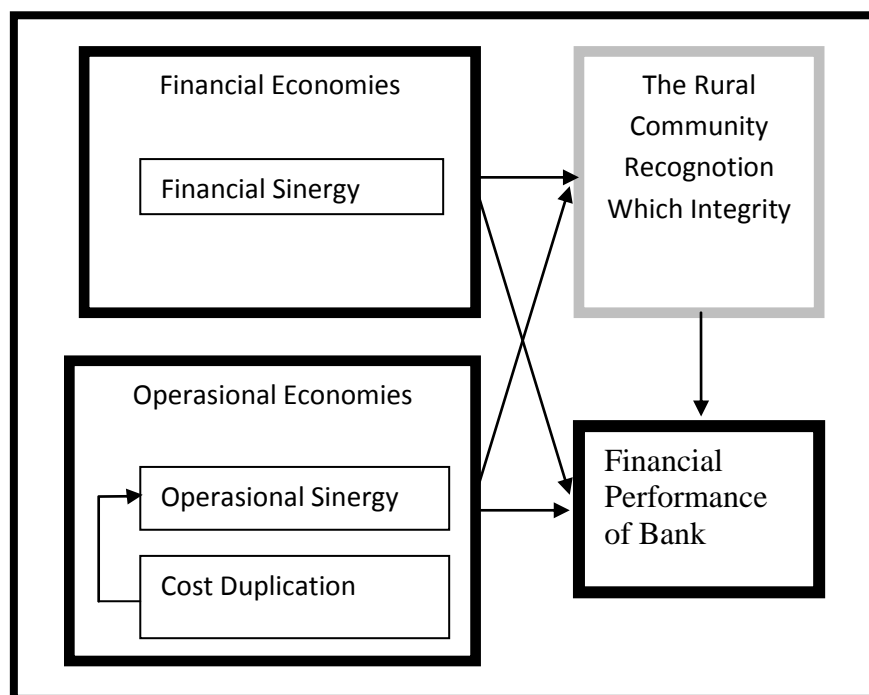 Financial Economies
Financial Sinergy
The Rural
Community
Recognotion
Which Integrity
Operasional Economies
Operasional Sinergy
Cost Duplication
Financial
Performance
of Bank